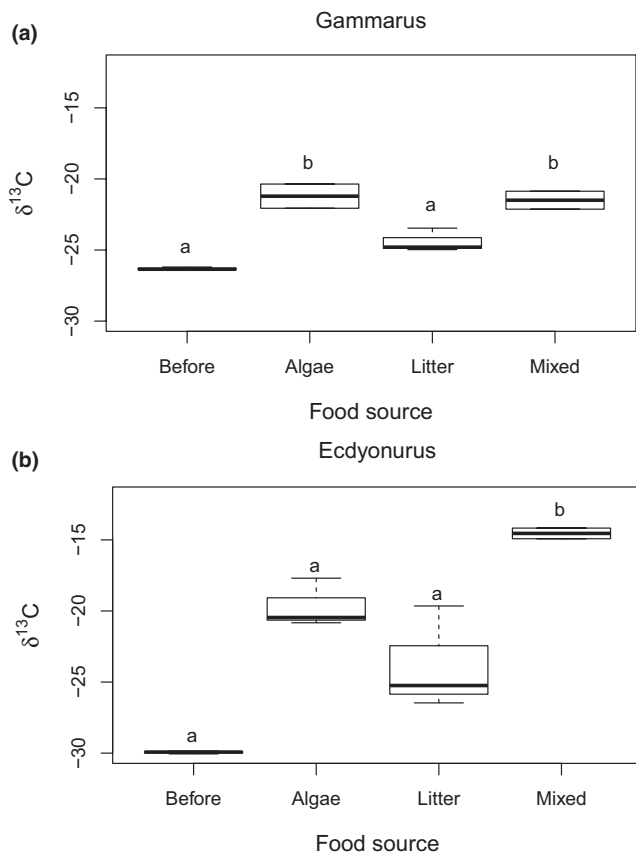 (a)
Gammarus
δ¹³C
−15
−20
−25
−30
a
b
a
b
Before Algae Litter Mixed
Food source
(b)
Ecdyonurus
δ¹³C
−15
−20
−25
−30
a
a
a
b
Before Algae Litter Mixed
Food source